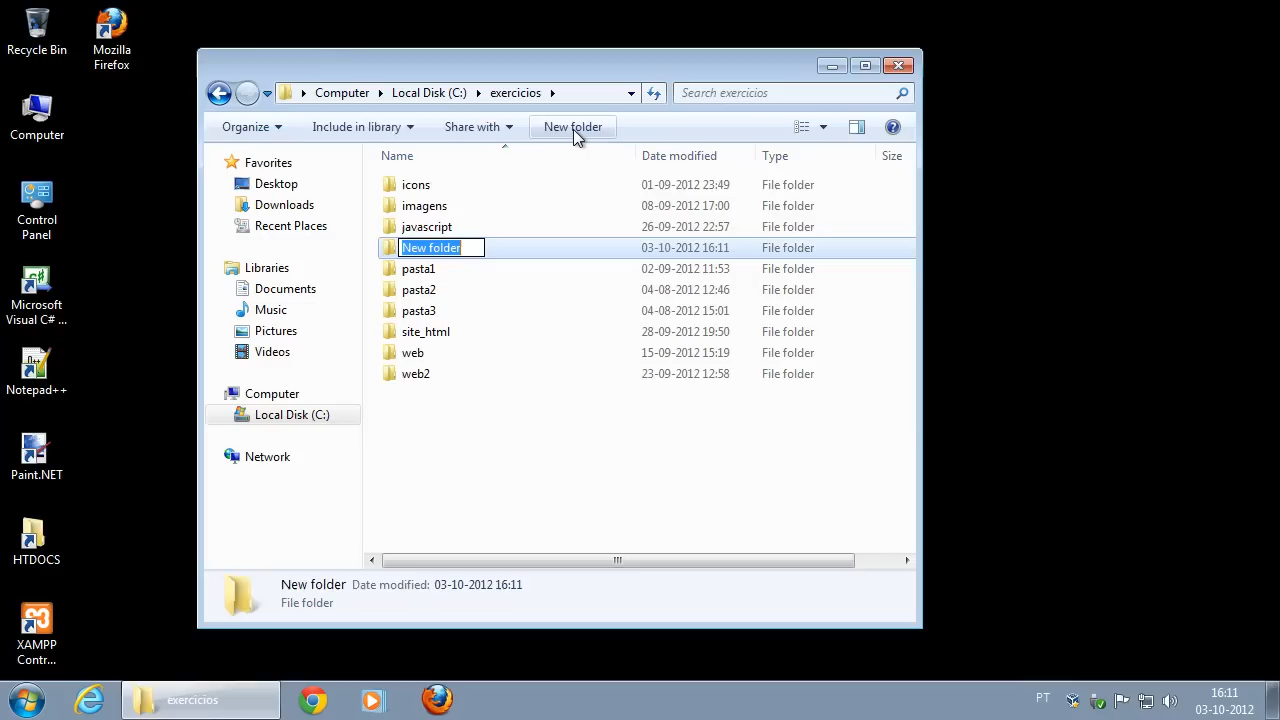 Recycle Bin
Mozilla
Firefox
Computer
Control
Panel
Microsoft
Visual C# ...
Notepad++
Paint.NET
HTDOCS
XAMPP
Contr...
Computer Local Disk (C:) exercicios
Search exercicios
Organize Include in library Share with New folder
Name Date modified Type Size
Favorites
Desktop
Downloads
Recent Places
Libraries
Documents
Music
Pictures
Videos
Computer
Local Disk (C:)
Network
icons 01-09-2012 23:49 File folder
imagens 08-09-2012 17:00 File folder
javascript 26-09-2012 22:57 File folder
New folder 03-10-2012 16:11 File folder
pasta1 02-09-2012 11:53 File folder
pasta2 04-08-2012 12:46 File folder
pasta3 04-08-2012 15:01 File folder
site_html 28-09-2012 19:50 File folder
web 15-09-2012 15:19 File folder
web2 23-09-2012 12:58 File folder
New folder Date modified: 03-10-2012 16:11
File folder
exercicios
PT
16:11
03-10-2012